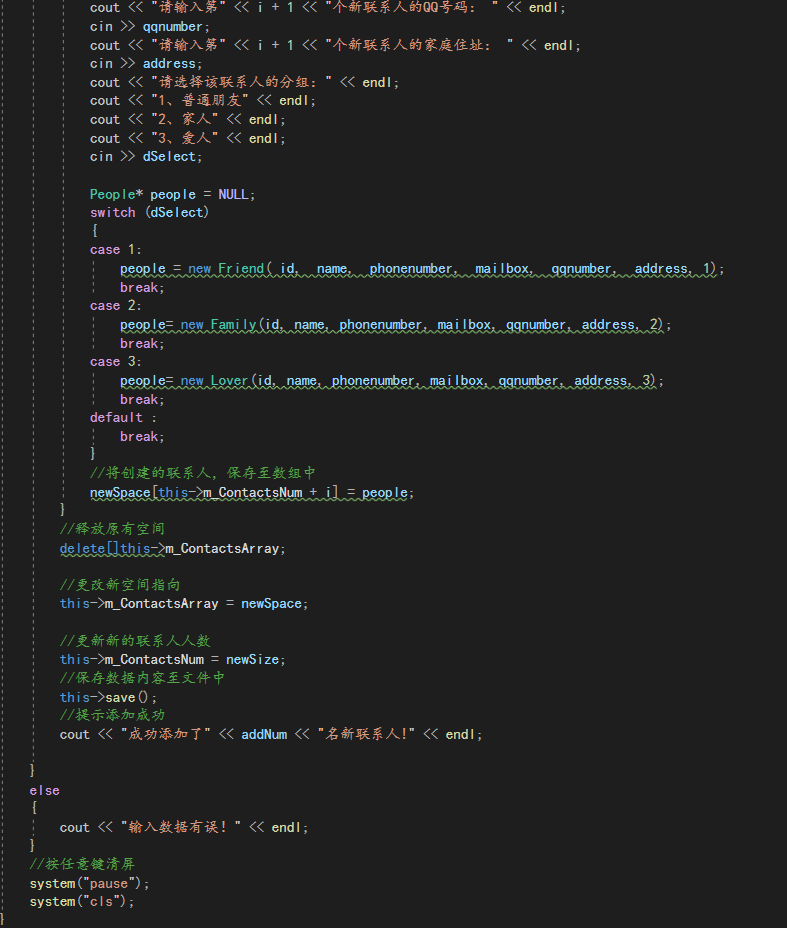 cout << "请输入第" << i + 1 << "个新联系人的QQ号码： " << endl;
cin >> qqnumber;
cout << "请输入第" << i + 1 << "个新联系人的家庭住址： " << endl;
cin >> address;
cout << "请选择该联系人的分组：" << endl;
cout << "1、普通朋友" << endl;
cout << "2、家人" << endl;
cout << "3、爱人" << endl;
cin >> dSelect;
People* people = NULL;
switch (dSelect)
{
case 1:
people = new Friend( id,  name,  phonenumber,  mailbox,  qqnumber,  address, 1);
break;
case 2:
people= new Family(id, name, phonenumber, mailbox, qqnumber, address, 2);
break;
case 3:
people= new Lover(id, name, phonenumber, mailbox, qqnumber, address, 3);
break;
default :
break;
}
//将创建的联系人，保存至数组中
newSpace[this->m_ContactsNum + i] = people;
}
//释放原有空间
delete[]this->m_ContactsArray;
//更改新空间指向
this->m_ContactsArray = newSpace;
//更新新的联系人人数
this->m_ContactsNum = newSize;
//保存数据内容至文件中
this->save();
//提示添加成功
cout << "成功添加了" << addNum << "名新联系人!" << endl;
}
else
{
cout << "输入数据有误！" << endl;
}
//按任意键清屏
system("pause");
system("cls");
}